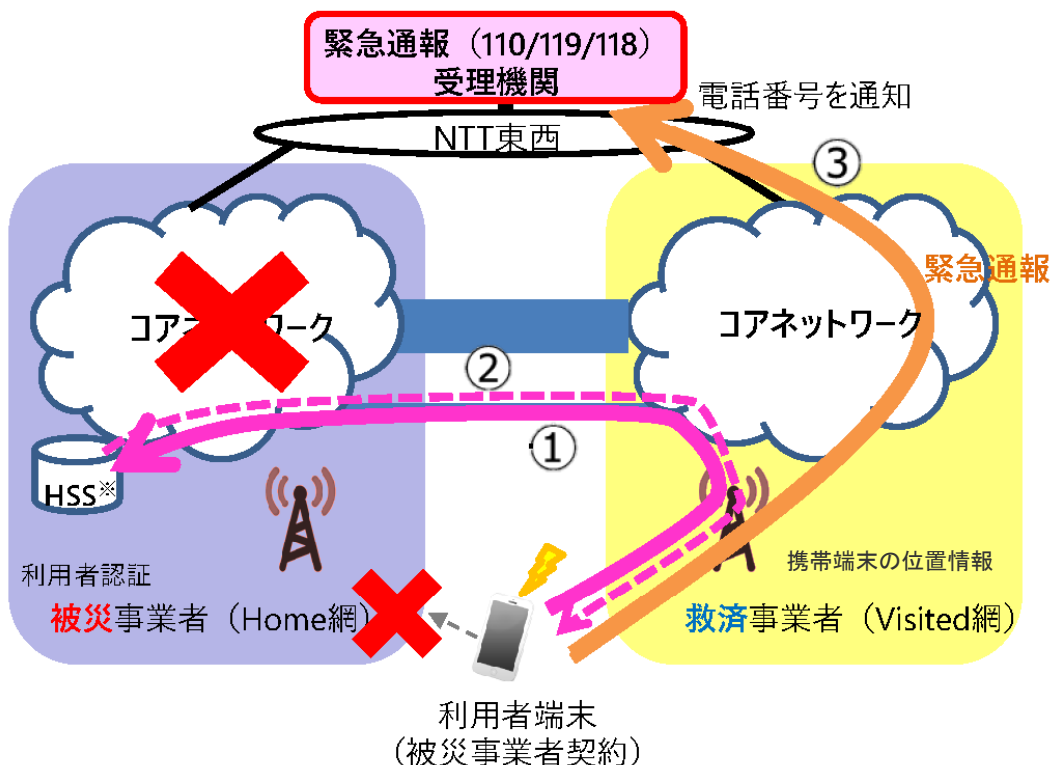 緊急通報（110/119/118）
受理機関
電話番号を通知
NTT東西
③
緊急通報
コアネットワーク
コアネットワーク
②
①
HSS※
利用者認証
携帯端末の位置情報
被災事業者（Home網）
救済事業者（Visited網）
利用者端末
（被災事業者契約）